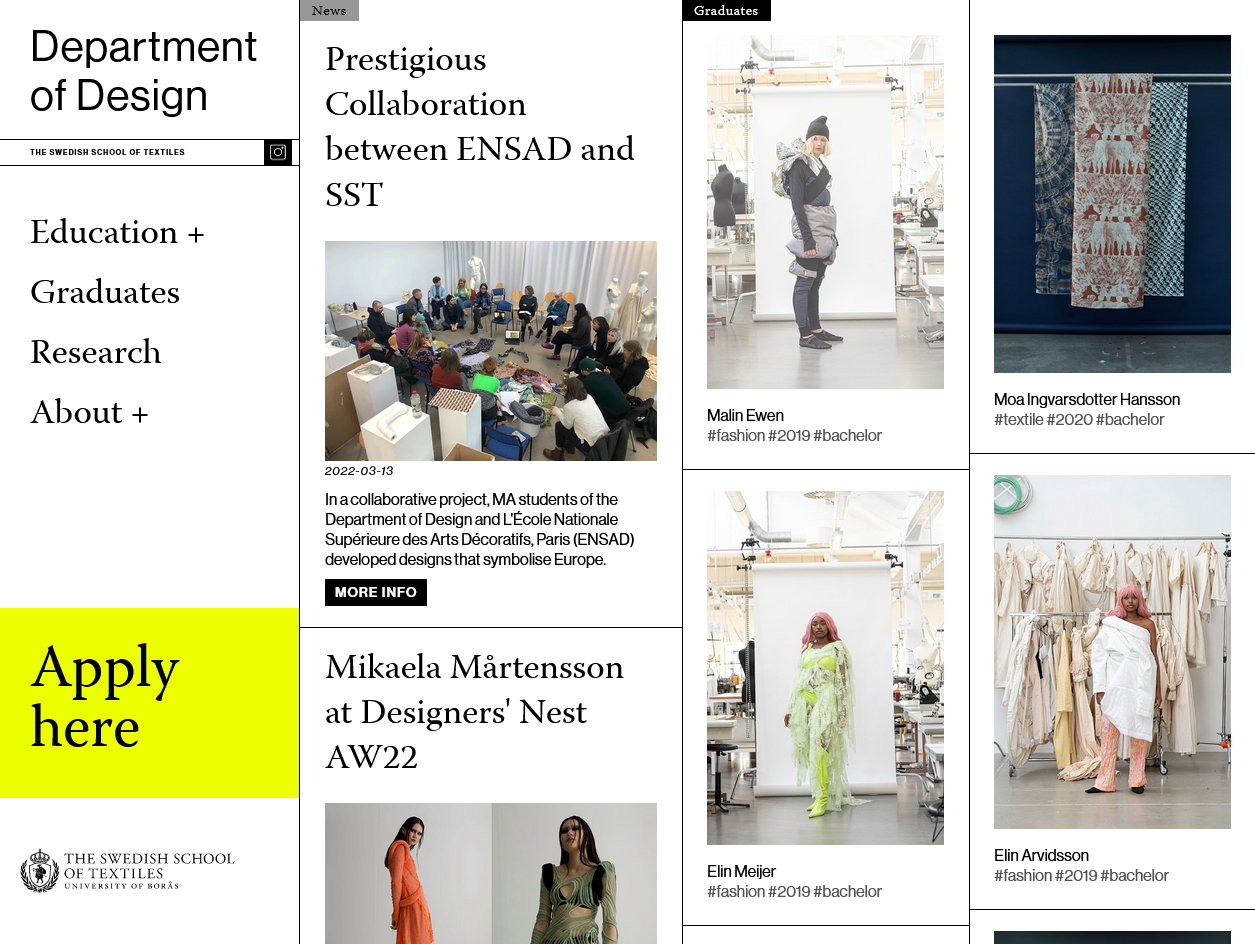 Department
of Design
THE SWEDISH SCHOOL OF TEXTILES
Education +
Graduates
Research
About +
Apply
here
THE SWEDISH SCHOOL
OF TEXTILES
UNIVERSITY OF BORÅS
News
Prestigious
Collaboration
between ENSAD and
SST
2022-03-13
In a collaborative project, MA students of the
Department of Design and L'École Nationale
Supérieure des Arts Décoratifs, Paris (ENSAD)
developed designs that symbolise Europe.
MORE INFO
Mikaela Mårtensson
at Designers' Nest
AW22
Graduates
Malin Ewen
#fashion #2019 #bachelor
Elin Meijer
#fashion #2019 #bachelor
Moa Ingvarsdotter Hansson
#textile #2020 #bachelor
Elin Arvidsson
#fashion #2019 #bachelor